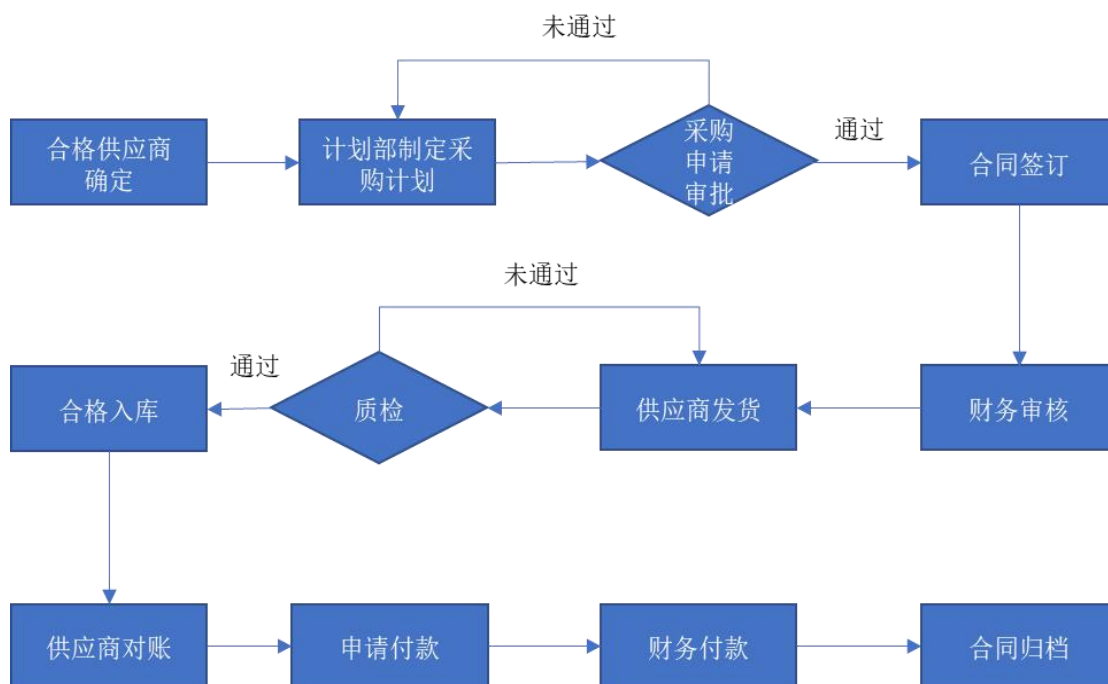 未通过
合格供应商
确定
计划部制定采
购计划
采购
申请
审批
通过
合同签订
未通过
合格入库
通过
质检
供应商发货
财务审核
供应商对账
申请付款
财务付款
合同归档